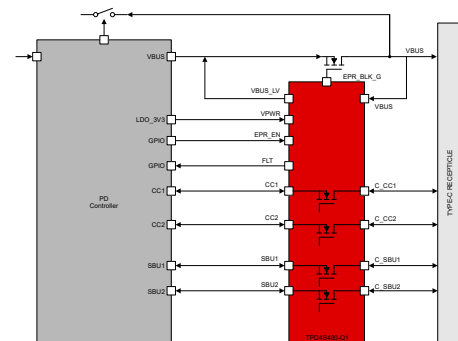 VBUS
VBUS
EPR_BLK_G
VBUS_LV
VBUS
LDO_3V3
VPWR
GPIO
EPR_EN
GPIO
FLT
CC1
CC1
C_CC1
PD
Controller
CC2
CC2
C_CC2
SBU1
SBU1
C_SBU1
SBU2
SBU2
C_SBU2
TYPE-C RECEPTICLE